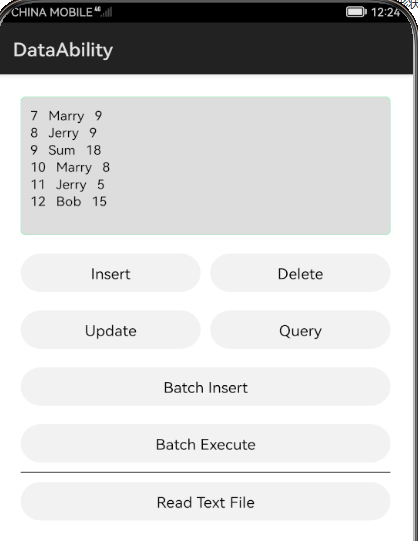 CHINA MOBILE 12:24
DataAbility
7 Marry 9
8 Jerry 9
9 Sum 18
10 Marry 8
11 Jerry 5
12 Bob 15
Insert Delete
Update Query
Batch Insert
Batch Execute
Read Text File